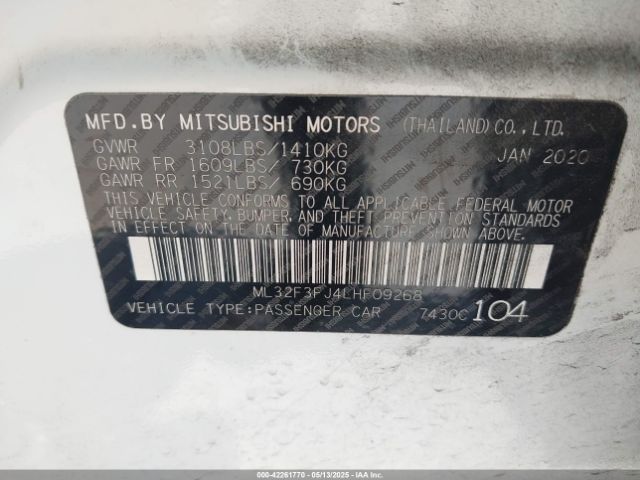 MFD.BY MITSUBISHI MOTORS (THAILAND)CO.,LTD.
GVWR 3108LBS/1410KG JAN 2020
GAWR FR 1609LBS/ 730KG
GAWR RR 1521LBS/ 690KG
THIS VEHICLE CONFORMS TO ALL APPLICABLE FEDERAL MOTOR
VEHICLE SAFETY, BUMPER, AND THEFT PREVENTION STANDARDS
IN EFFECT ON THE DATE OF MANUFACTURE SHOWN ABOVE.
ML32F3FJ4LHF09268
VEHICLE TYPE:PASSENGER CAR 7430C 104
000-42261770 05/13/2025 IAAI.COM